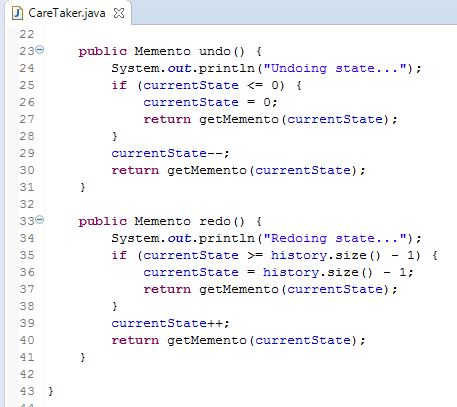 CareTaker.java
22
23 public Memento undo() {
24 System.out.println("Undoing state...");
25 if (currentState <= 0) {
26 currentState = 0;
27 return getMemento(currentState);
28 }
29 currentState--;
30 return getMemento(currentState);
31 }
32
33 public Memento redo() {
34 System.out.println("Redoing state...");
35 if (currentState >= history.size() - 1) {
36 currentState = history.size() - 1;
37 return getMemento(currentState);
38 }
39 currentState++;
40 return getMemento(currentState);
41 }
42
43 }